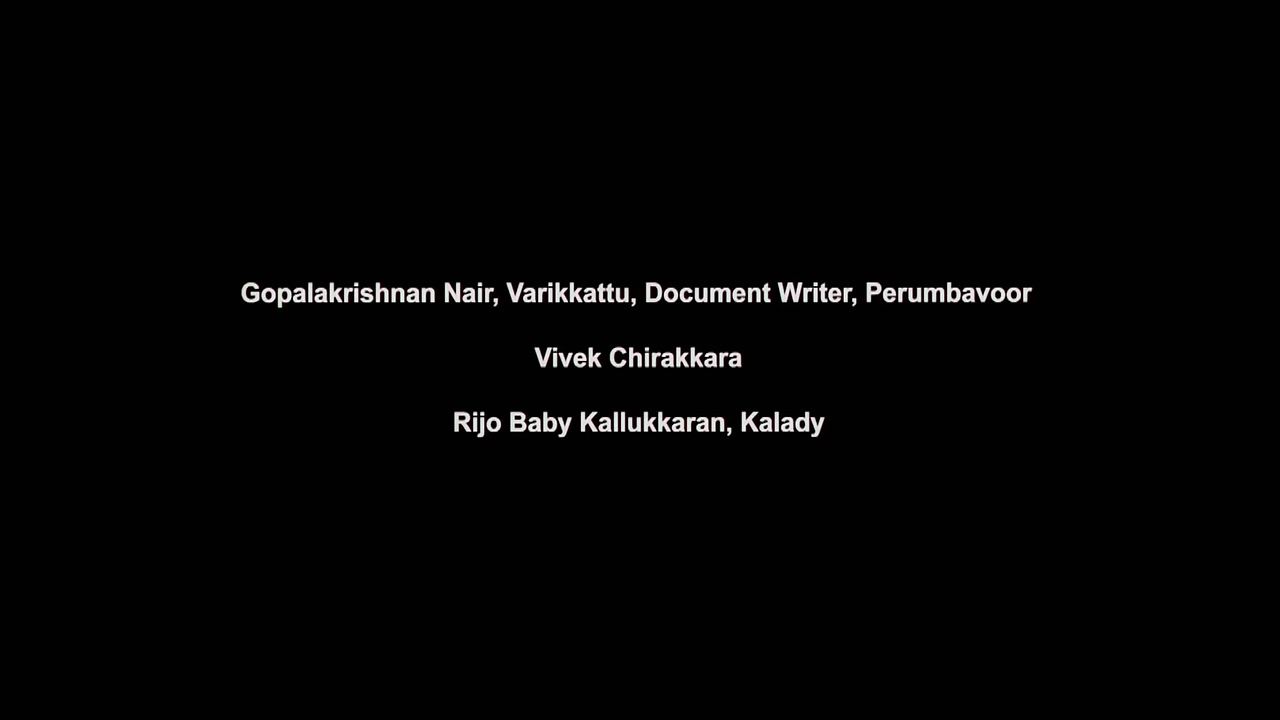 Gopalakrishnan Nair, Varikkattu, Document Writer, Perumbavoor
Vivek Chirakkara
Rijo Baby Kallukkaran, Kalady